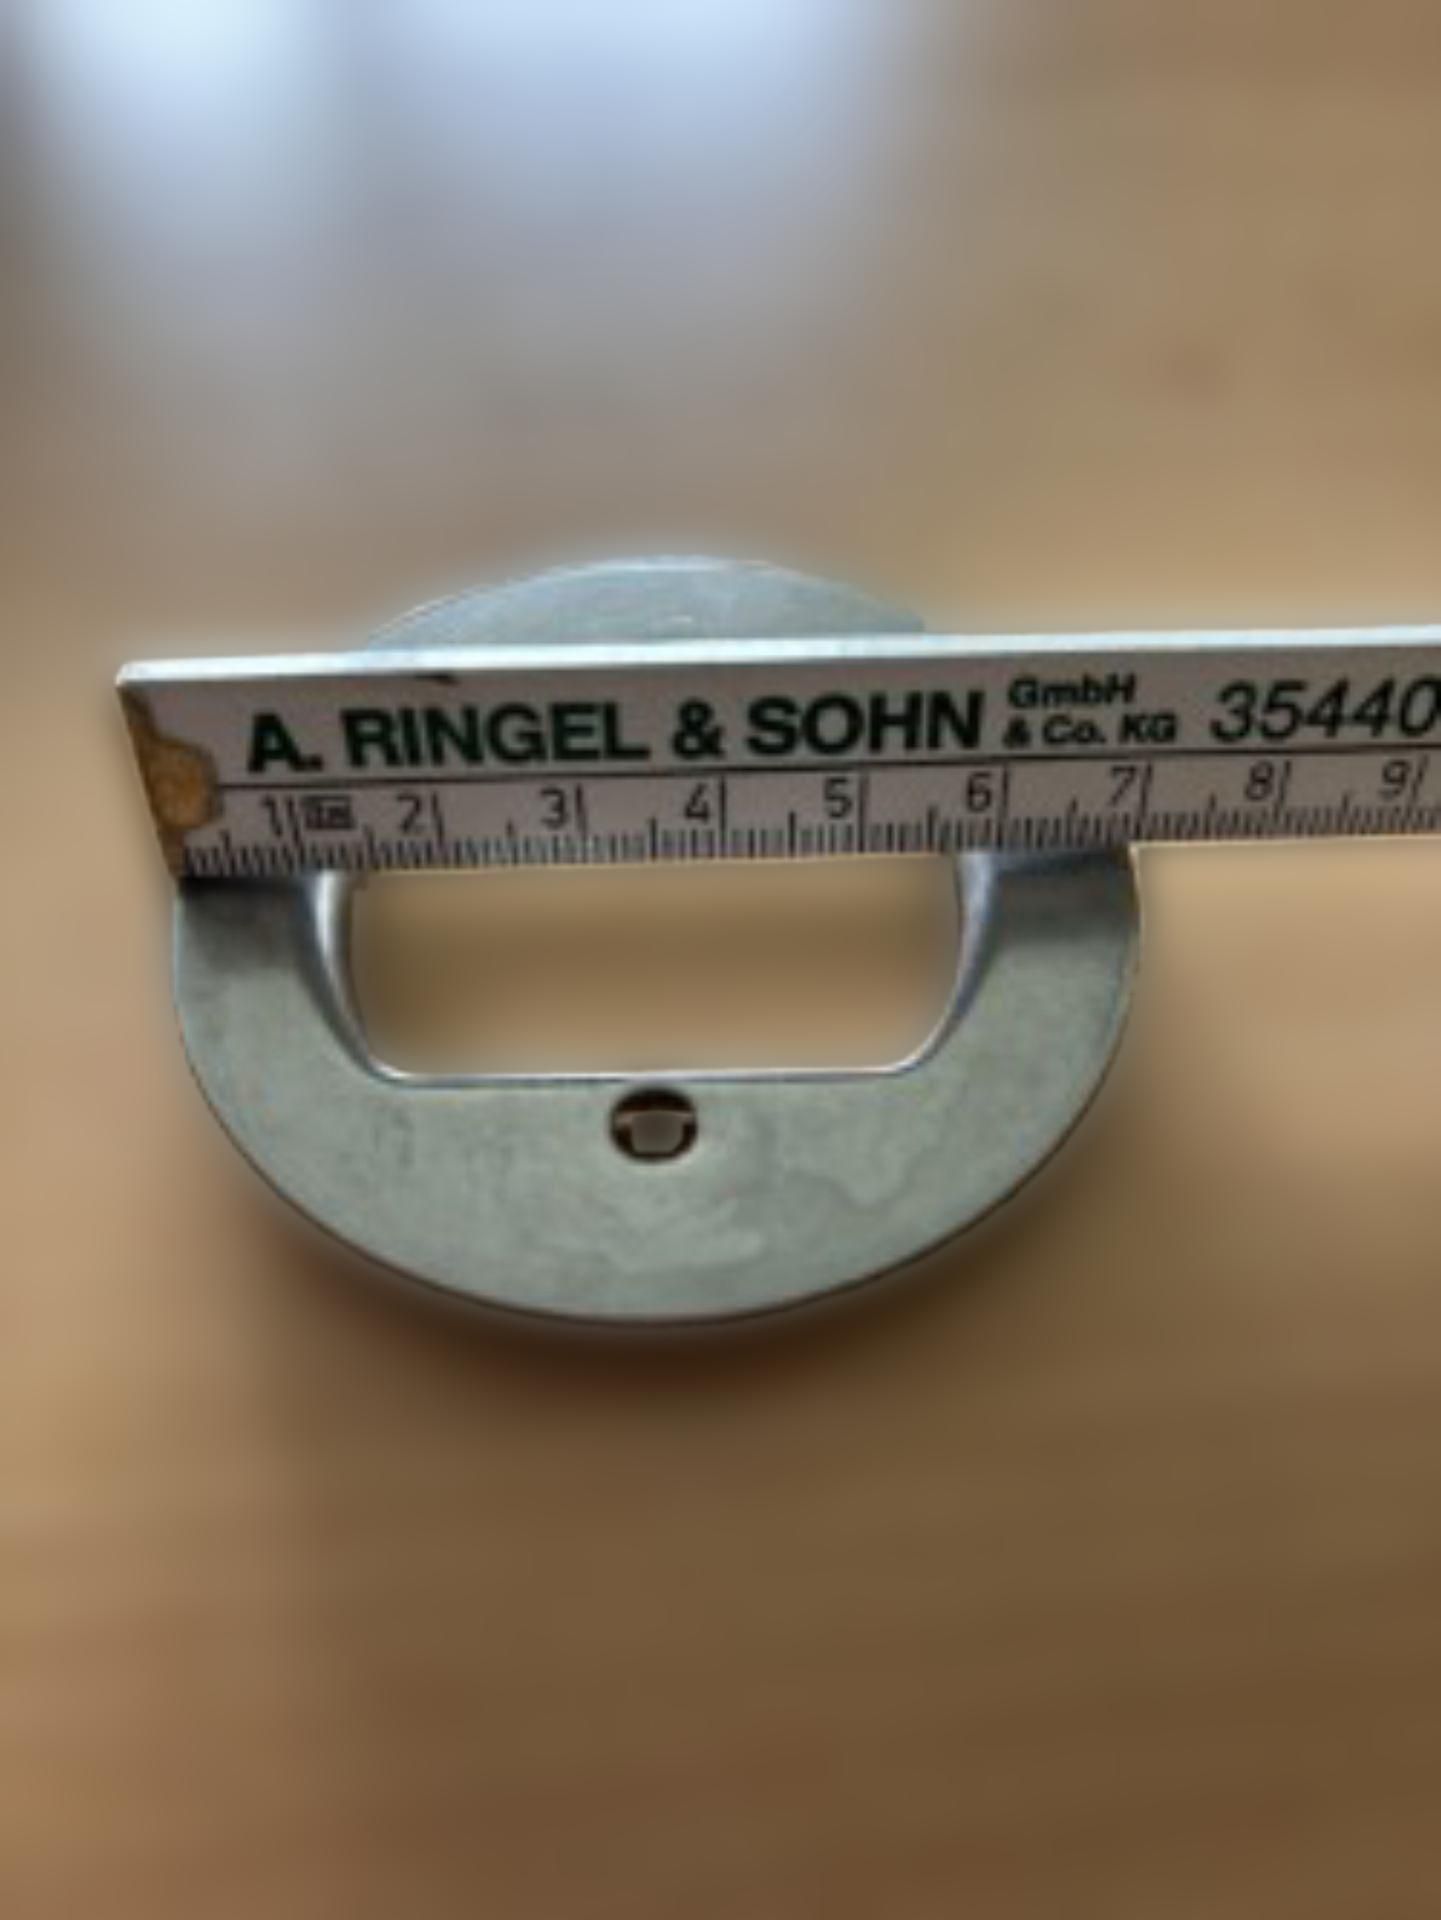 A. RINGEL & SOHN GmbH & Co. KG 35440
1 2 3 4 5 6 7 8 9